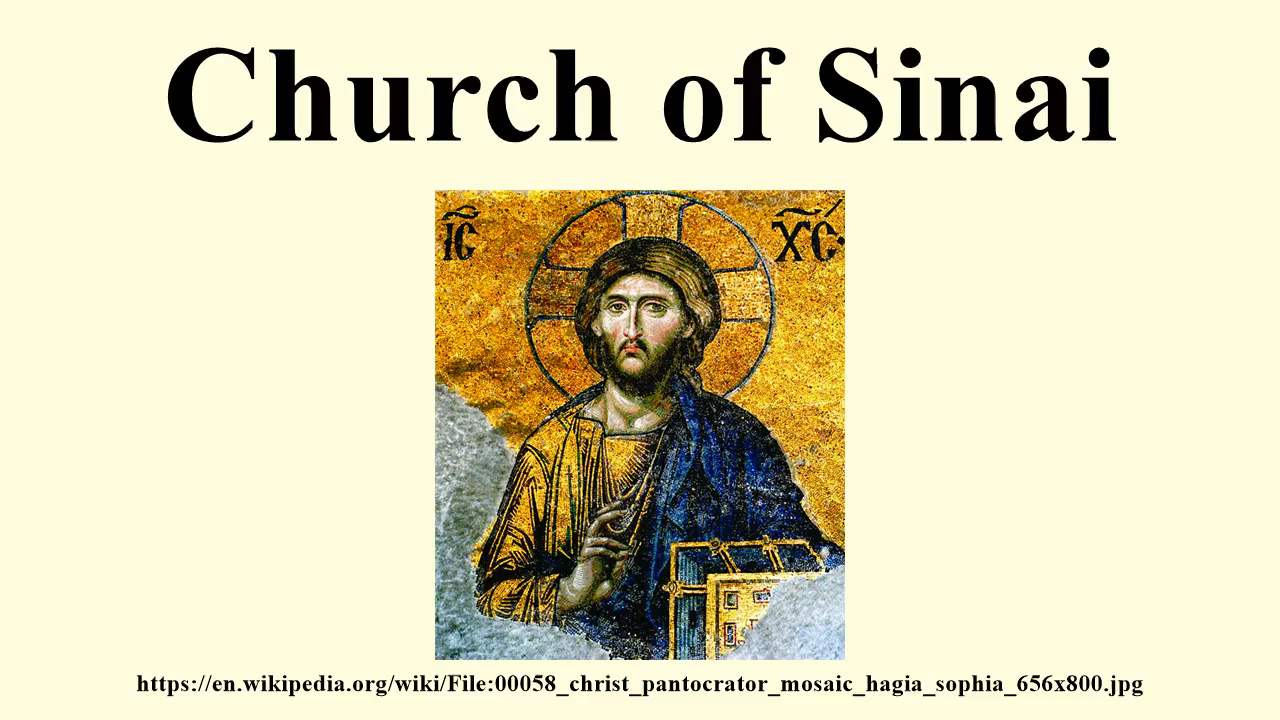 Church of Sinai
IC XC
https://en.wikipedia.org/wiki/File:00058_christ_pantocrator_mosaic_hagia_sophia_656x800.jpg